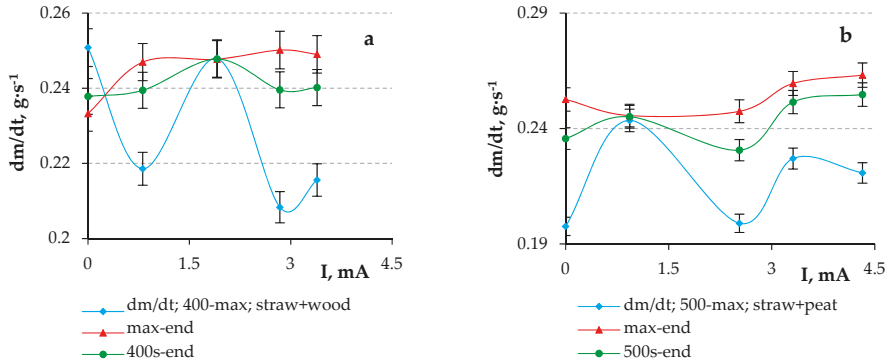 0.26
0.24
0.22
0.2
dm/dt, g·s⁻¹
a
0
1.5
3
4.5
I, mA
dm/dt; 400-max; straw+wood
max-end
400s-end
0.29
0.24
0.19
dm/dt, g·s⁻¹
b
0
1.5
3
4.5
I, mA
dm/dt; 500-max; straw+peat
max-end
500s-end